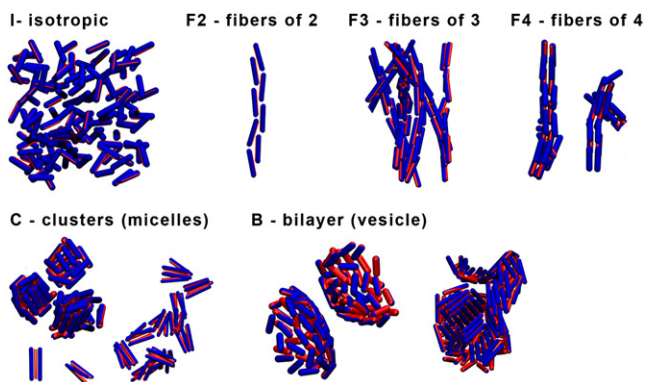 I- isotropic
F2 - fibers of 2
F3 - fibers of 3
F4 - fibers of 4
C - clusters (micelles)
B - bilayer (vesicle)